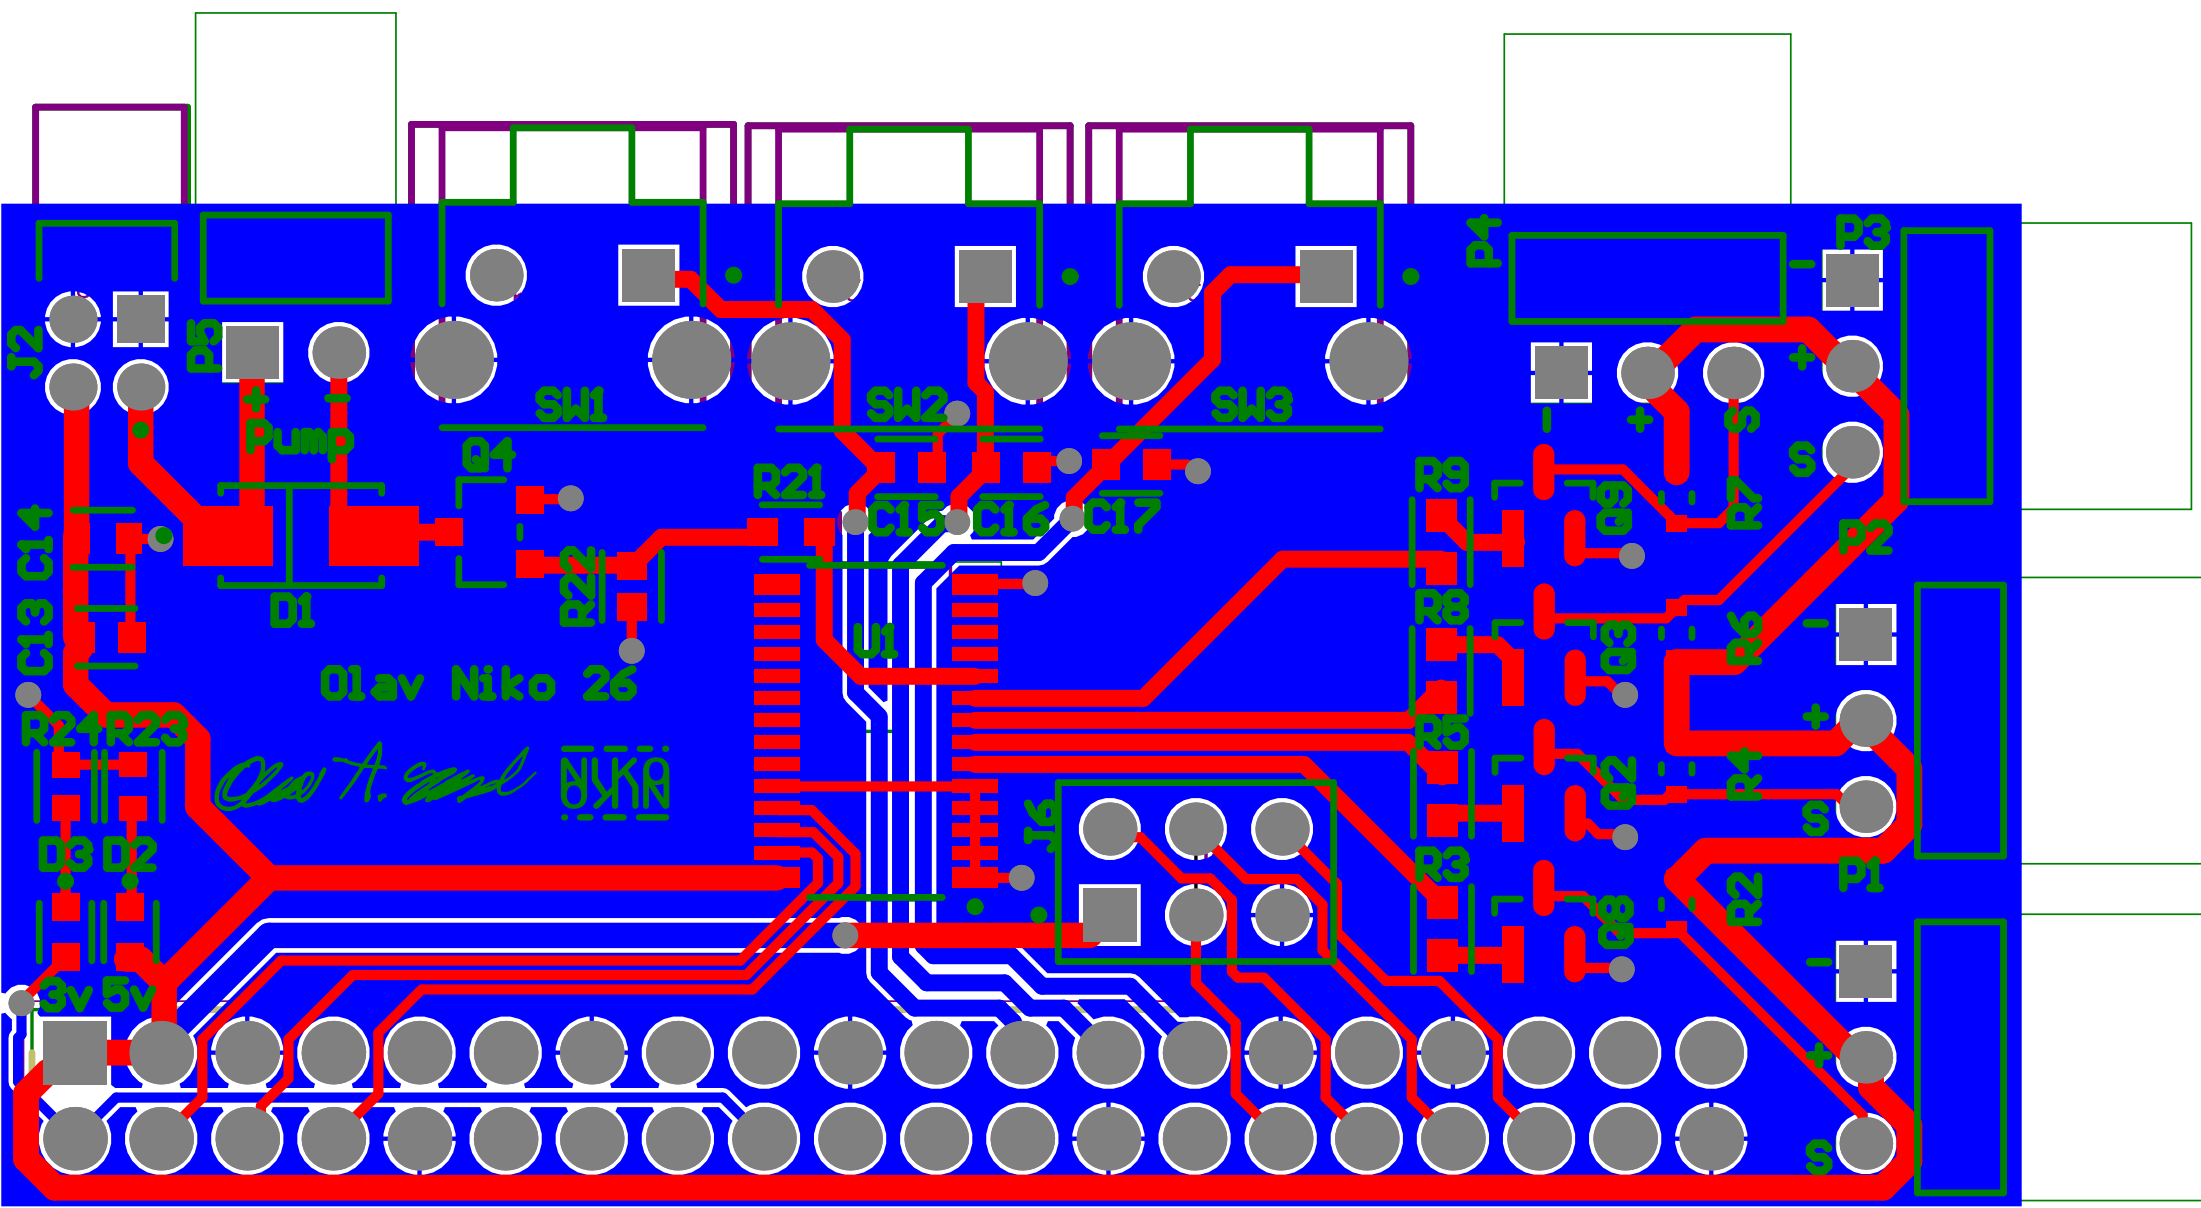 P4
P3
-
J2
P5
+
-
SW1
SW2
SW3
+
-
+
S
Pump
Q4
S
R21
R9
Q9
R7
C14
C15
C16
C17
P2
D1
R22
R8
C13
U1
Q3
R6
-
Olav Niko 26
R24
R23
R5
+
NIKO
Q2
R4
J6
S
D3
D2
R3
P1
R2
Q8
-
3v
5v
+
S